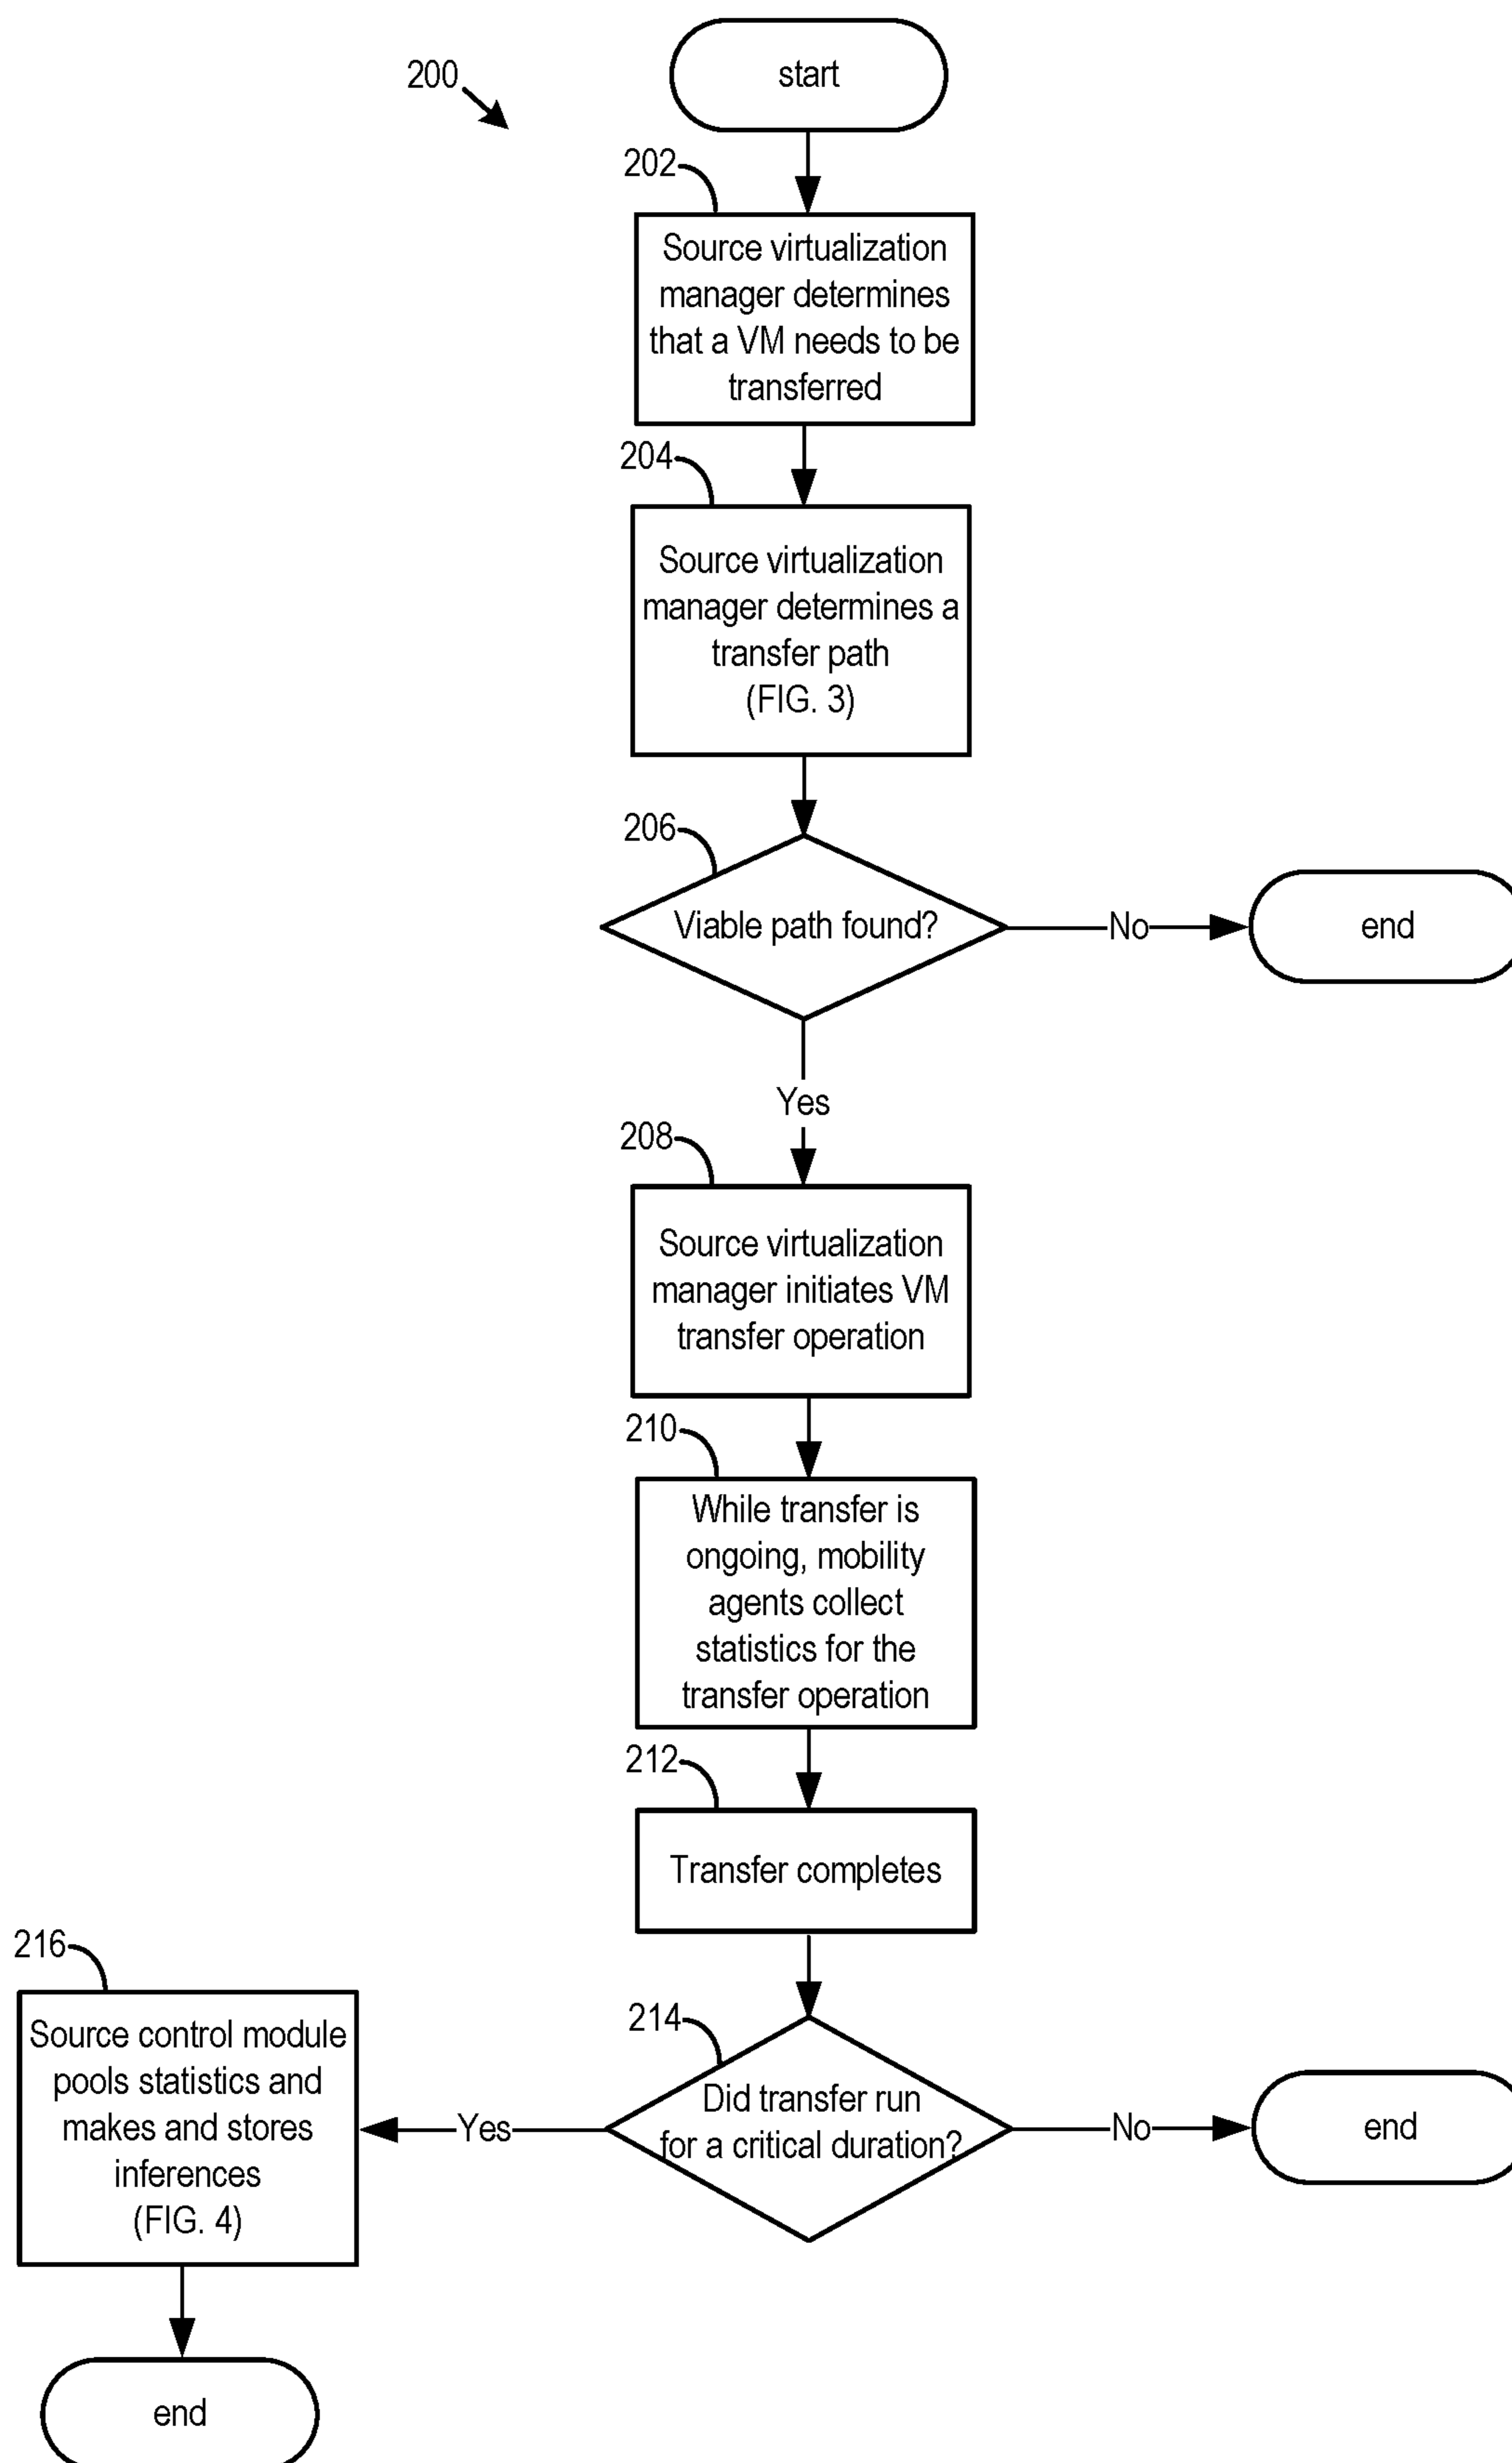 200
start
202
Source virtualization
manager determines
that a VM needs to be
transferred
204
Source virtualization
manager determines a
transfer path
(FIG. 3)
206
Viable path found?
No
end
Yes
208
Source virtualization
manager initiates VM
transfer operation
210
While transfer is
ongoing, mobility
agents collect
statistics for the
transfer operation
212
Transfer completes
214
Did transfer run
for a critical duration?
No
end
Yes
216
Source control module
pools statistics and
makes and stores
inferences
(FIG. 4)
end